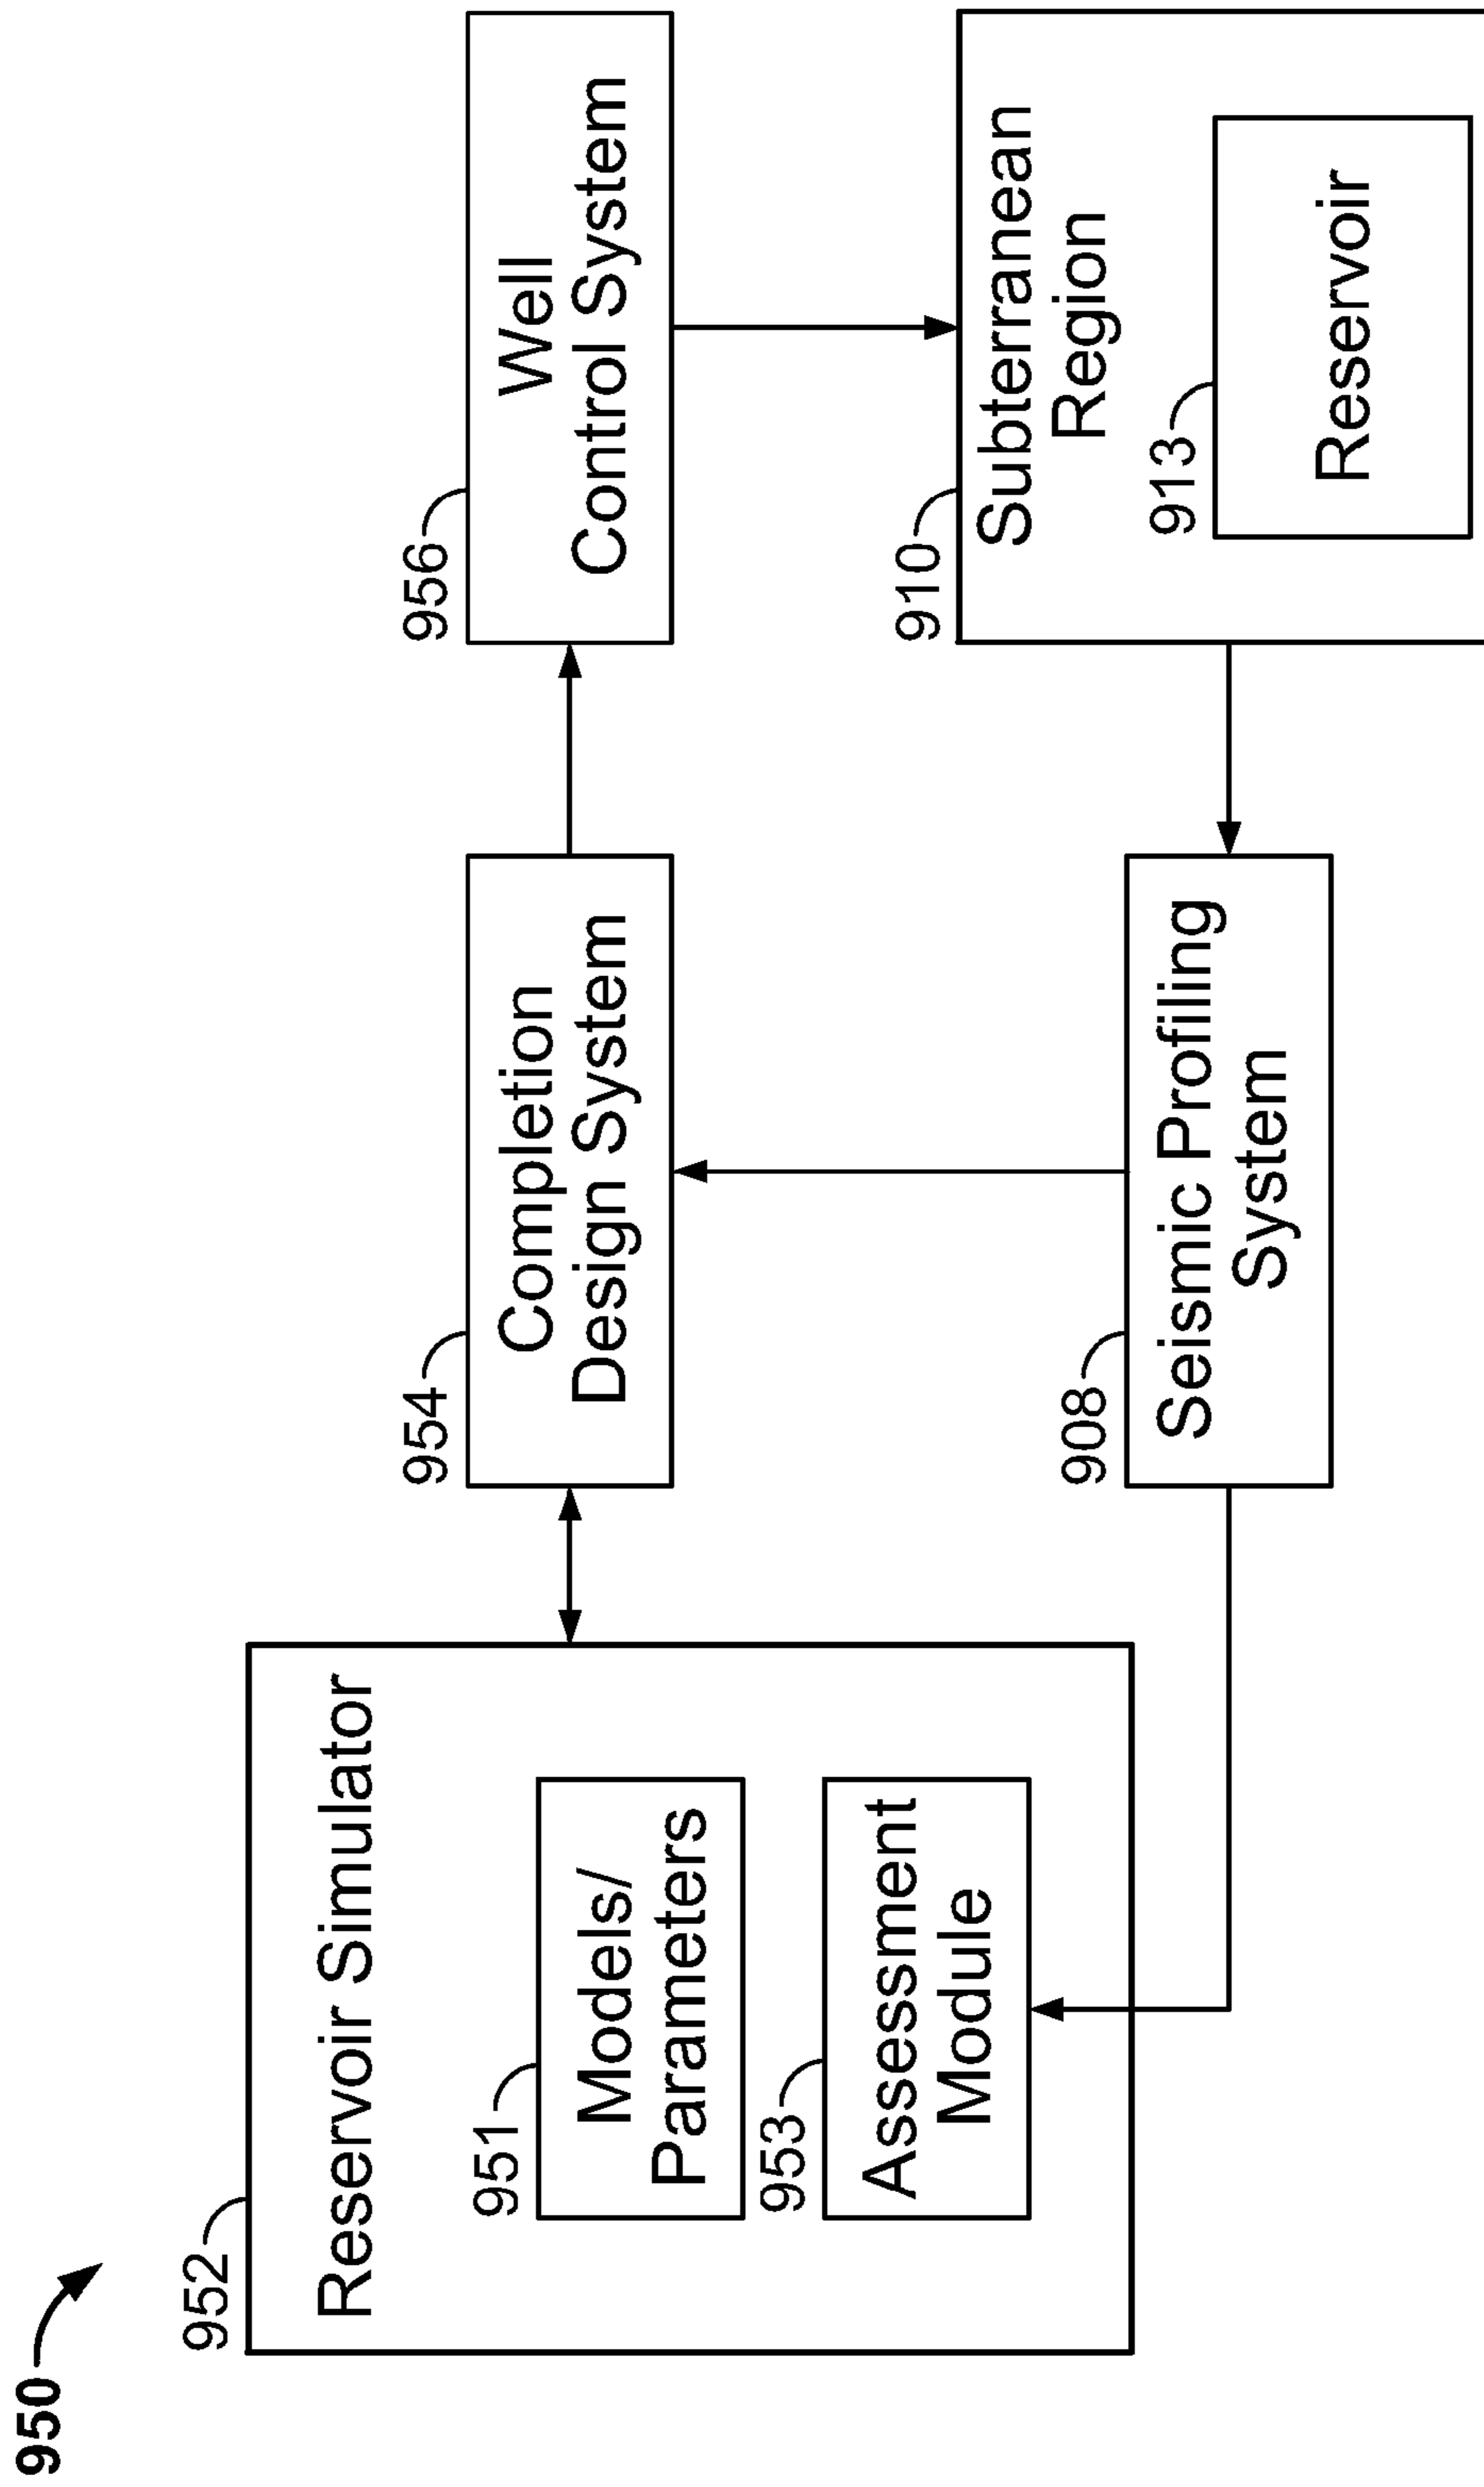 950
952
Reservoir Simulator
951
Models/
Parameters
953
Assessment
Module
954
Completion
Design System
956
Well
Control System
908
Seismic Profiling
System
910
Subterranean
Region
913
Reservoir